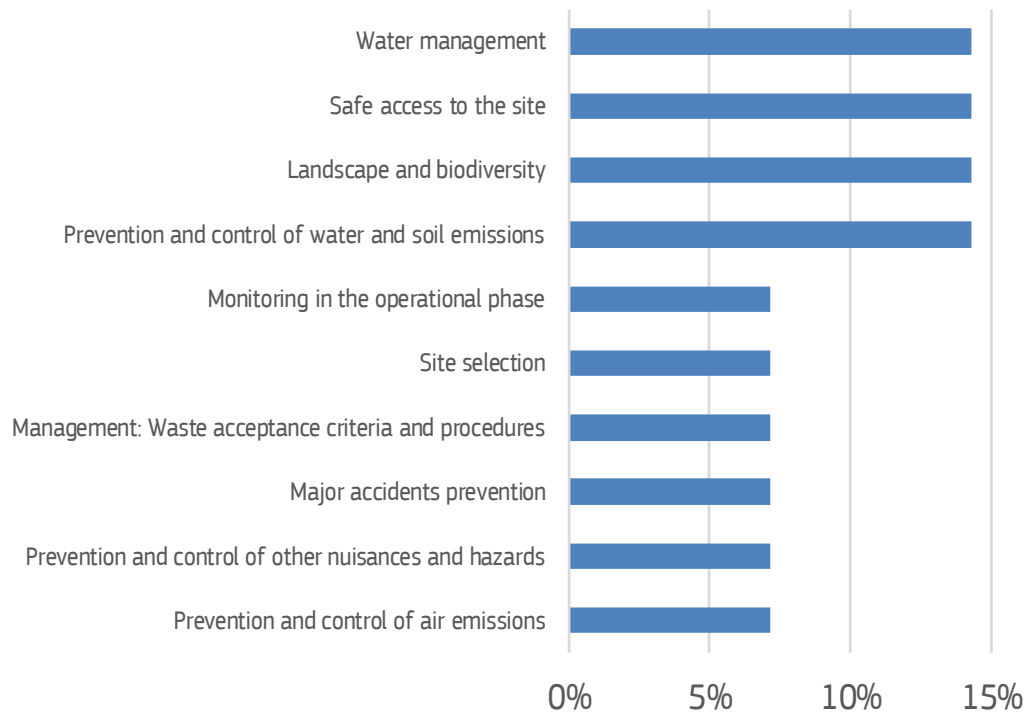 Water management
Safe access to the site
Landscape and biodiversity
Prevention and control of water and soil emissions
Monitoring in the operational phase
Site selection
Management: Waste acceptance criteria and procedures
Major accidents prevention
Prevention and control of other nuisances and hazards
Prevention and control of air emissions
0% 5% 10% 15%